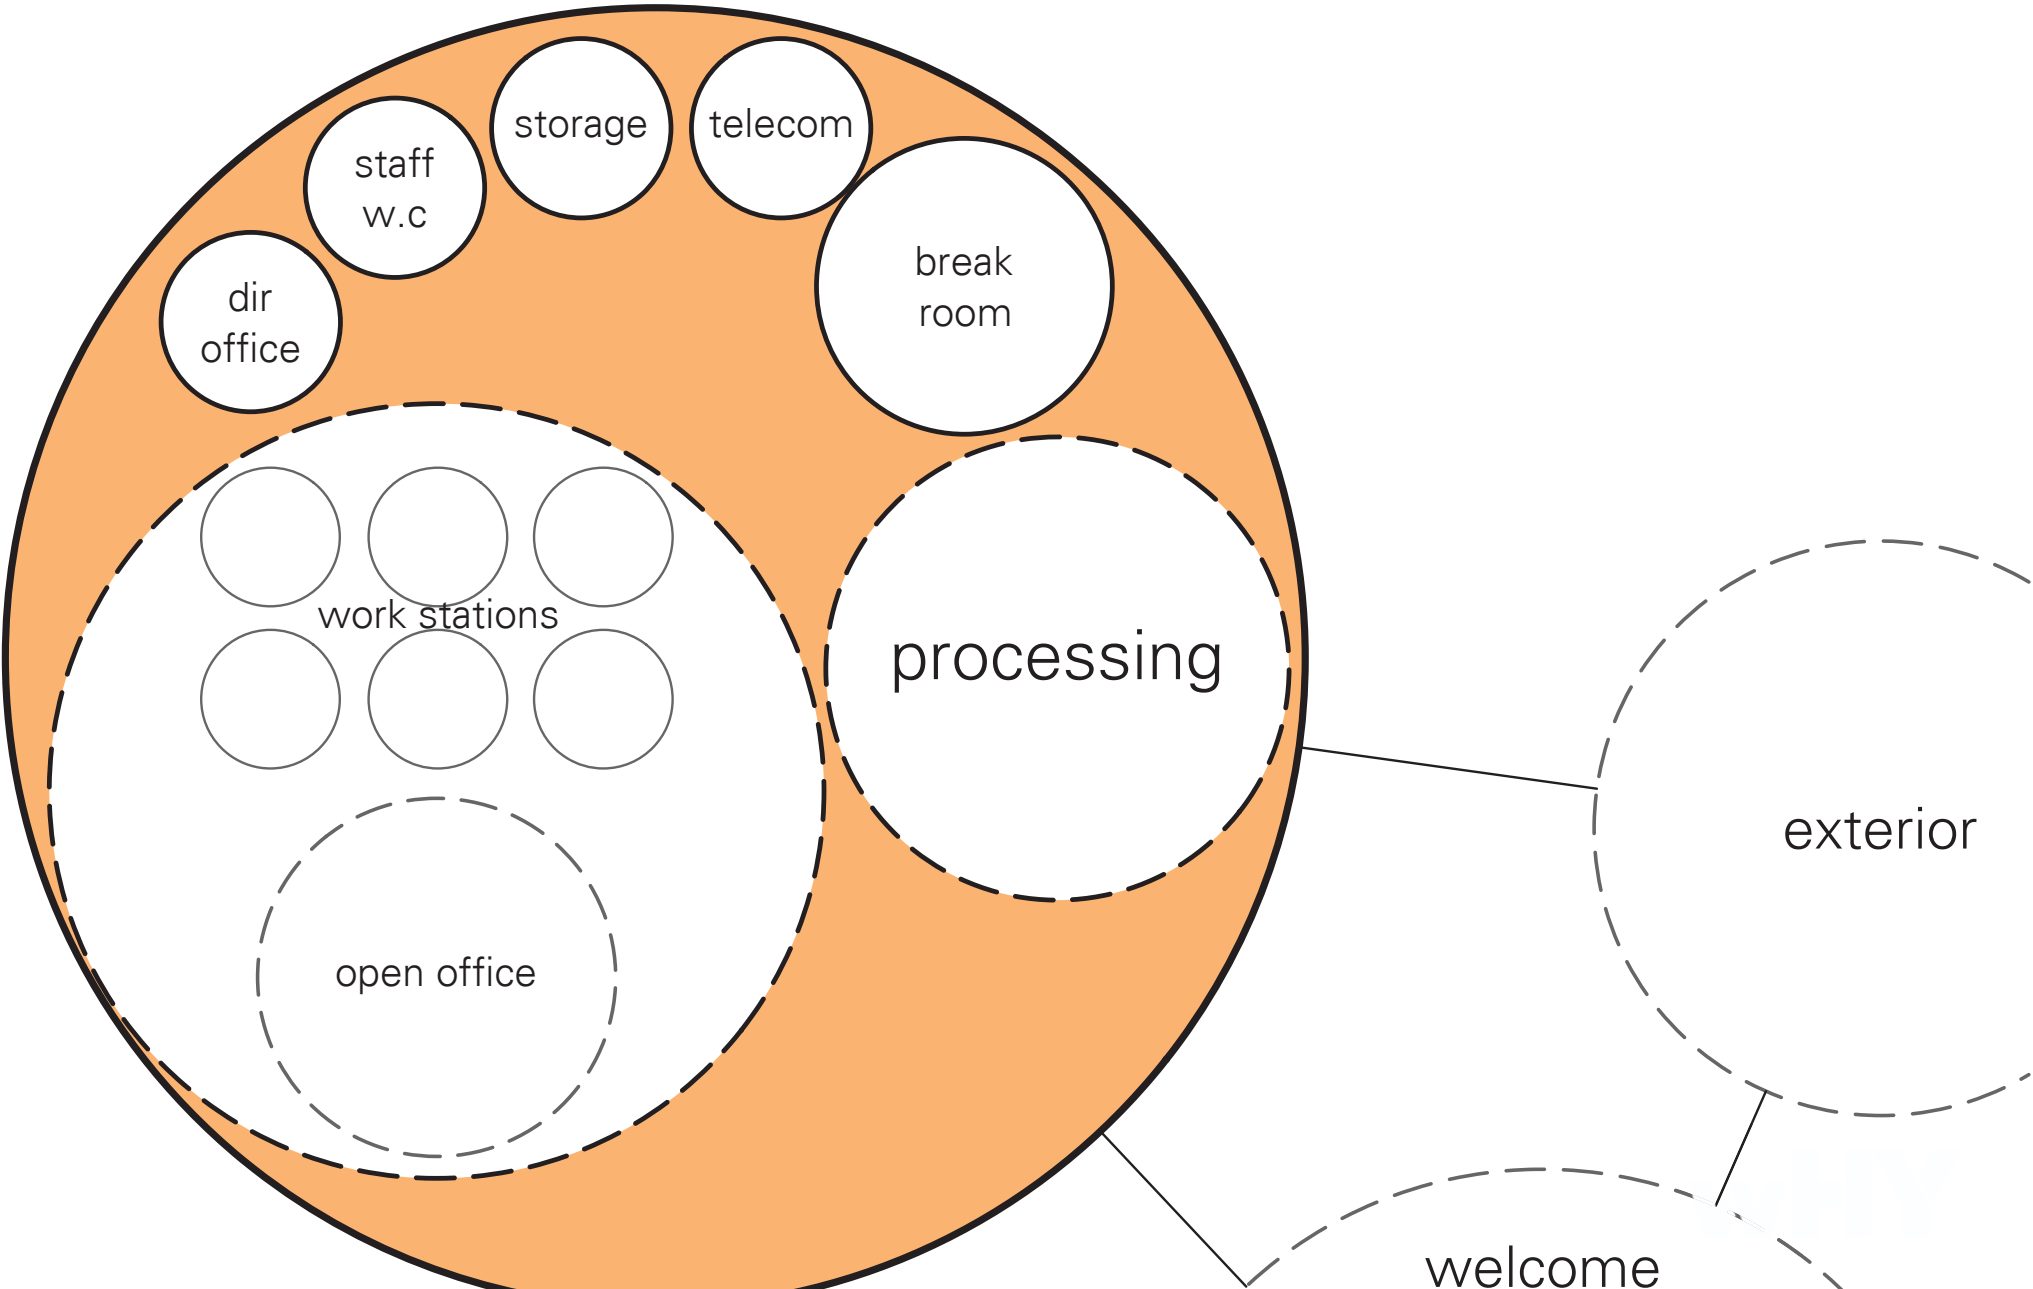 storage
telecom
staff
w.c
break
room
dir
office
work stations
processing
exterior
open office
welcome